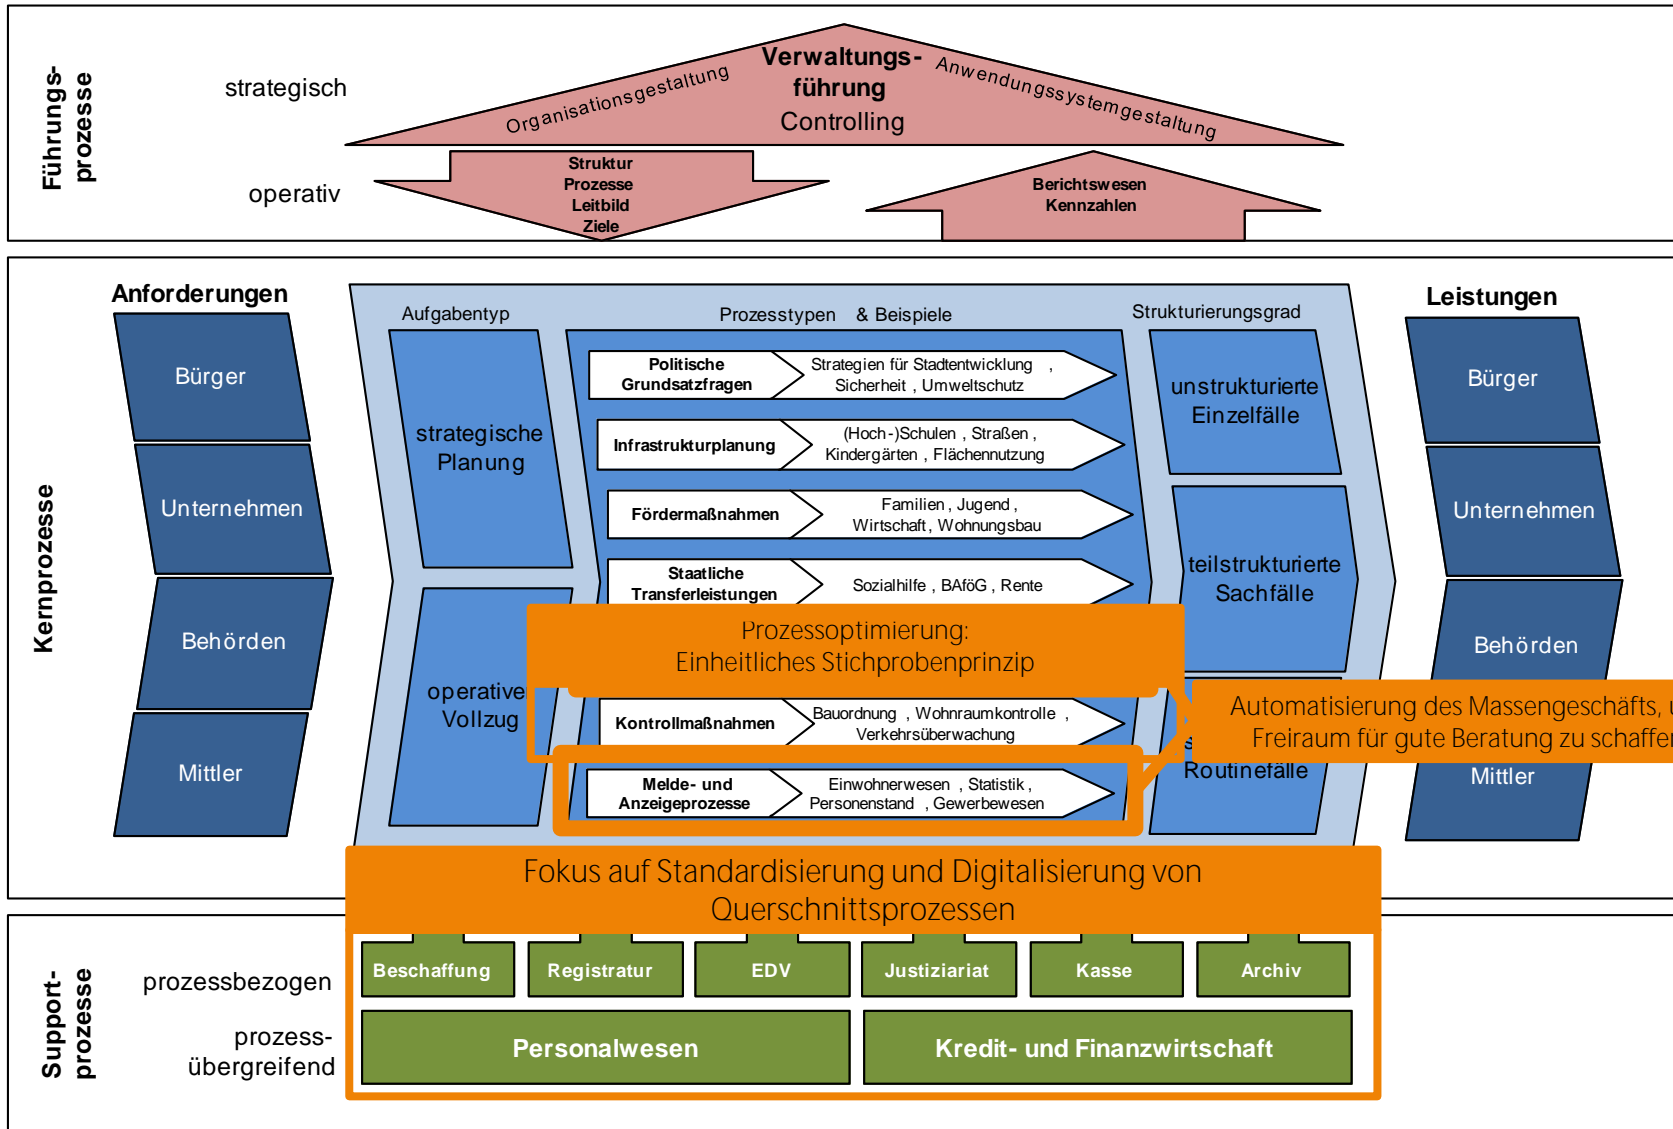 Führungs-
prozesse
strategisch
operativ
Organisationsgestaltung
Verwaltungs-
führung
Controlling
Anwendungssystemgestaltung
Struktur
Prozesse
Leitbild
Ziele
Berichtswesen
Kennzahlen
Kernprozesse
Anforderungen
Bürger
Unternehmen
Behörden
Mittler
Aufgabentyp
strategische
Planung
operativer
Vollzug
Prozesstypen & Beispiele
Politische
Grundsatzfragen
Strategien für Stadtentwicklung ,
Sicherheit , Umweltschutz
Infrastrukturplanung
(Hoch-)Schulen , Straßen ,
Kindergärten , Flächennutzung
Fördermaßnahmen
Familien , Jugend ,
Wirtschaft, Wohnungsbau
Staatliche
Transferleistungen
Sozialhilfe , BAföG , Rente
Prozessoptimierung:
Einheitliches Stichprobenprinzip
Kontrollmaßnahmen
Bauordnung , Wohnraumkontrolle ,
Verkehrsüberwachung
Melde- und
Anzeigeprozesse
Einwohnerwesen , Statistik ,
Personenstand , Gewerbewesen
Strukturierungsgrad
unstrukturierte
Einzelfälle
teilstrukturierte
Sachfälle
Automatisierung des Massengeschäfts, u
Freiraum für gute Beratung zu schaffen
Routinefälle
Leistungen
Bürger
Unternehmen
Behörden
Mittler
Fokus auf Standardisierung und Digitalisierung von
Querschnittsprozessen
Support-
prozesse
prozessbezogen
Beschaffung
Registratur
EDV
Justiziariat
Kasse
Archiv
prozess-
übergreifend
Personalwesen
Kredit- und Finanzwirtschaft